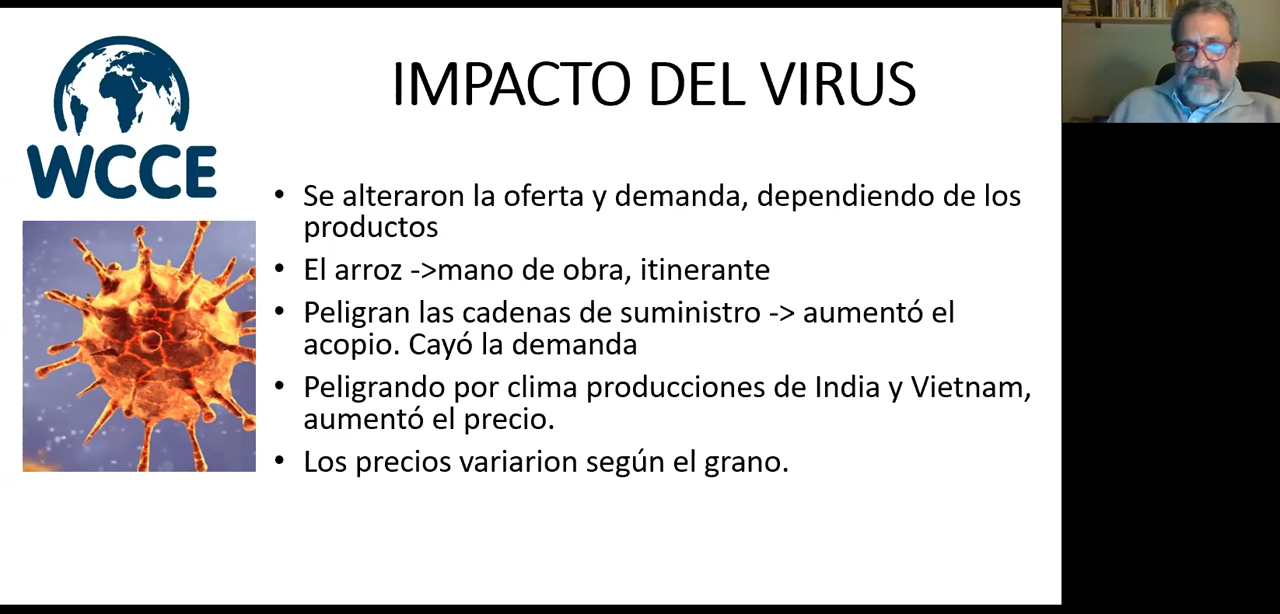 WCCE
IMPACTO DEL VIRUS
• Se alteraron la oferta y demanda, dependiendo de los
productos
• El arroz ->mano de obra, itinerante
• Peligran las cadenas de suministro -> aumentó el
acopio. Cayó la demanda
• Peligrando por clima producciones de India y Vietnam,
aumentó el precio.
• Los precios variarion según el grano.